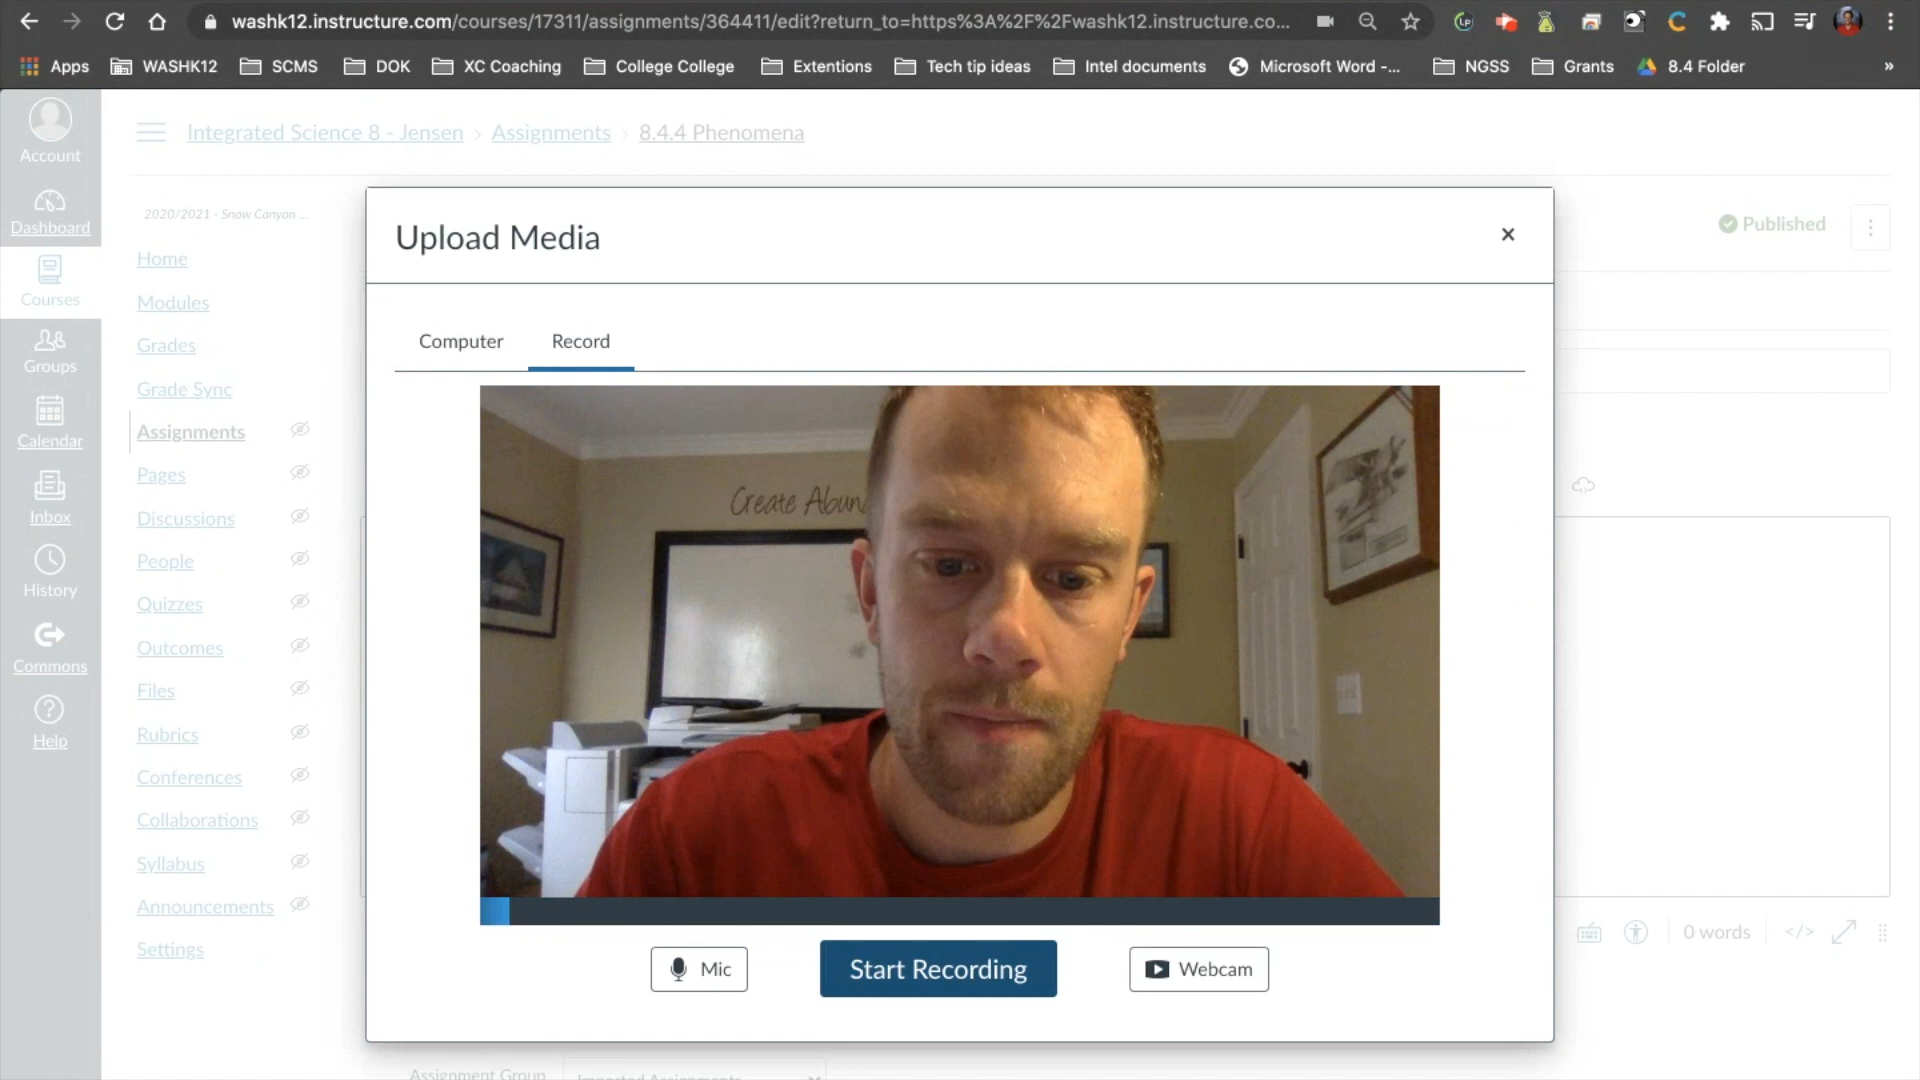 washk12.instructure.com/courses/17311/assignments/364411/edit?return_to=https%3A%2F%2Fwashk12.instructure.co...
Apps WASHK12 SCMS DOK XC Coaching College College Extentions Tech tip ideas Intel documents Microsoft Word -... NGSS Grants 8.4 Folder »
Integrated Science 8 - Jensen › Assignments › 8.4.4 Phenomena
Account
Dashboard
Courses
Groups
Calendar
Inbox
History
Commons
Help
2020/2021 - Snow Canyon ...
Home
Modules
Grades
Grade Sync
Assignments
Pages
Discussions
People
Quizzes
Outcomes
Files
Rubrics
Conferences
Collaborations
Syllabus
Announcements
Settings
Published
Upload Media
Computer Record
Create Abun
Mic Start Recording Webcam
0 words </>
Assignment Group Imported Assignments